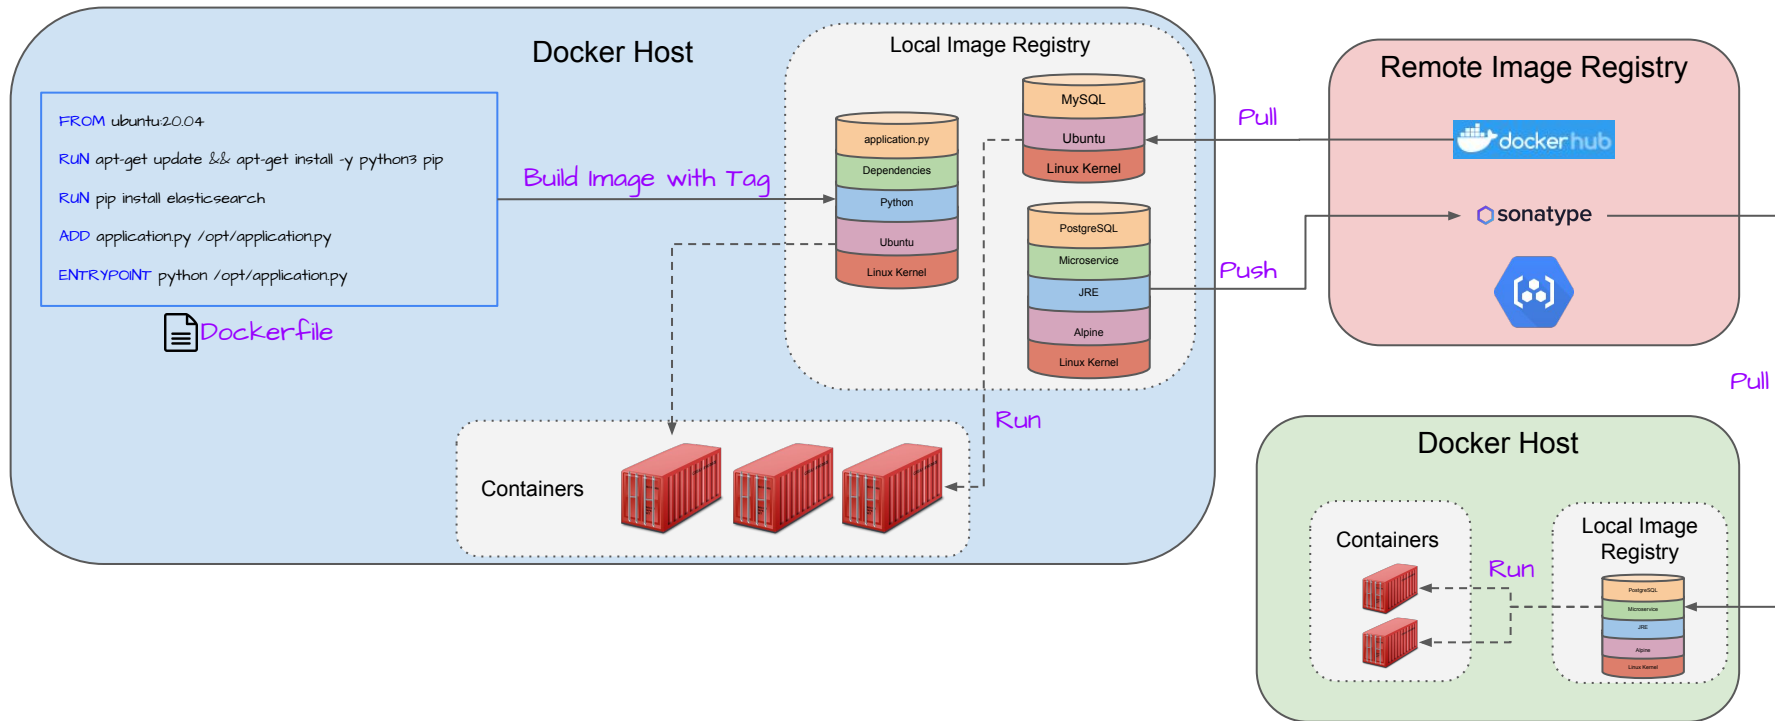 Docker Host
Local Image Registry
FROM ubuntu:20.04
RUN apt-get update && apt-get install -y python3 pip
RUN pip install elasticsearch
ADD application.py /opt/application.py
ENTRYPOINT python /opt/application.py
Dockerfile
Build Image with Tag
application.py
Dependencies
Python
Ubuntu
Linux Kernel
MySQL
Ubuntu
Linux Kernel
PostgreSQL
Microservice
JRE
Alpine
Linux Kernel
Run
Containers
Pull
Push
Remote Image Registry
dockerhub
sonatype
Pull
Docker Host
Containers
Run
Local Image
Registry
PostgreSQL
Microservice
JRE
Alpine
Linux Kernel